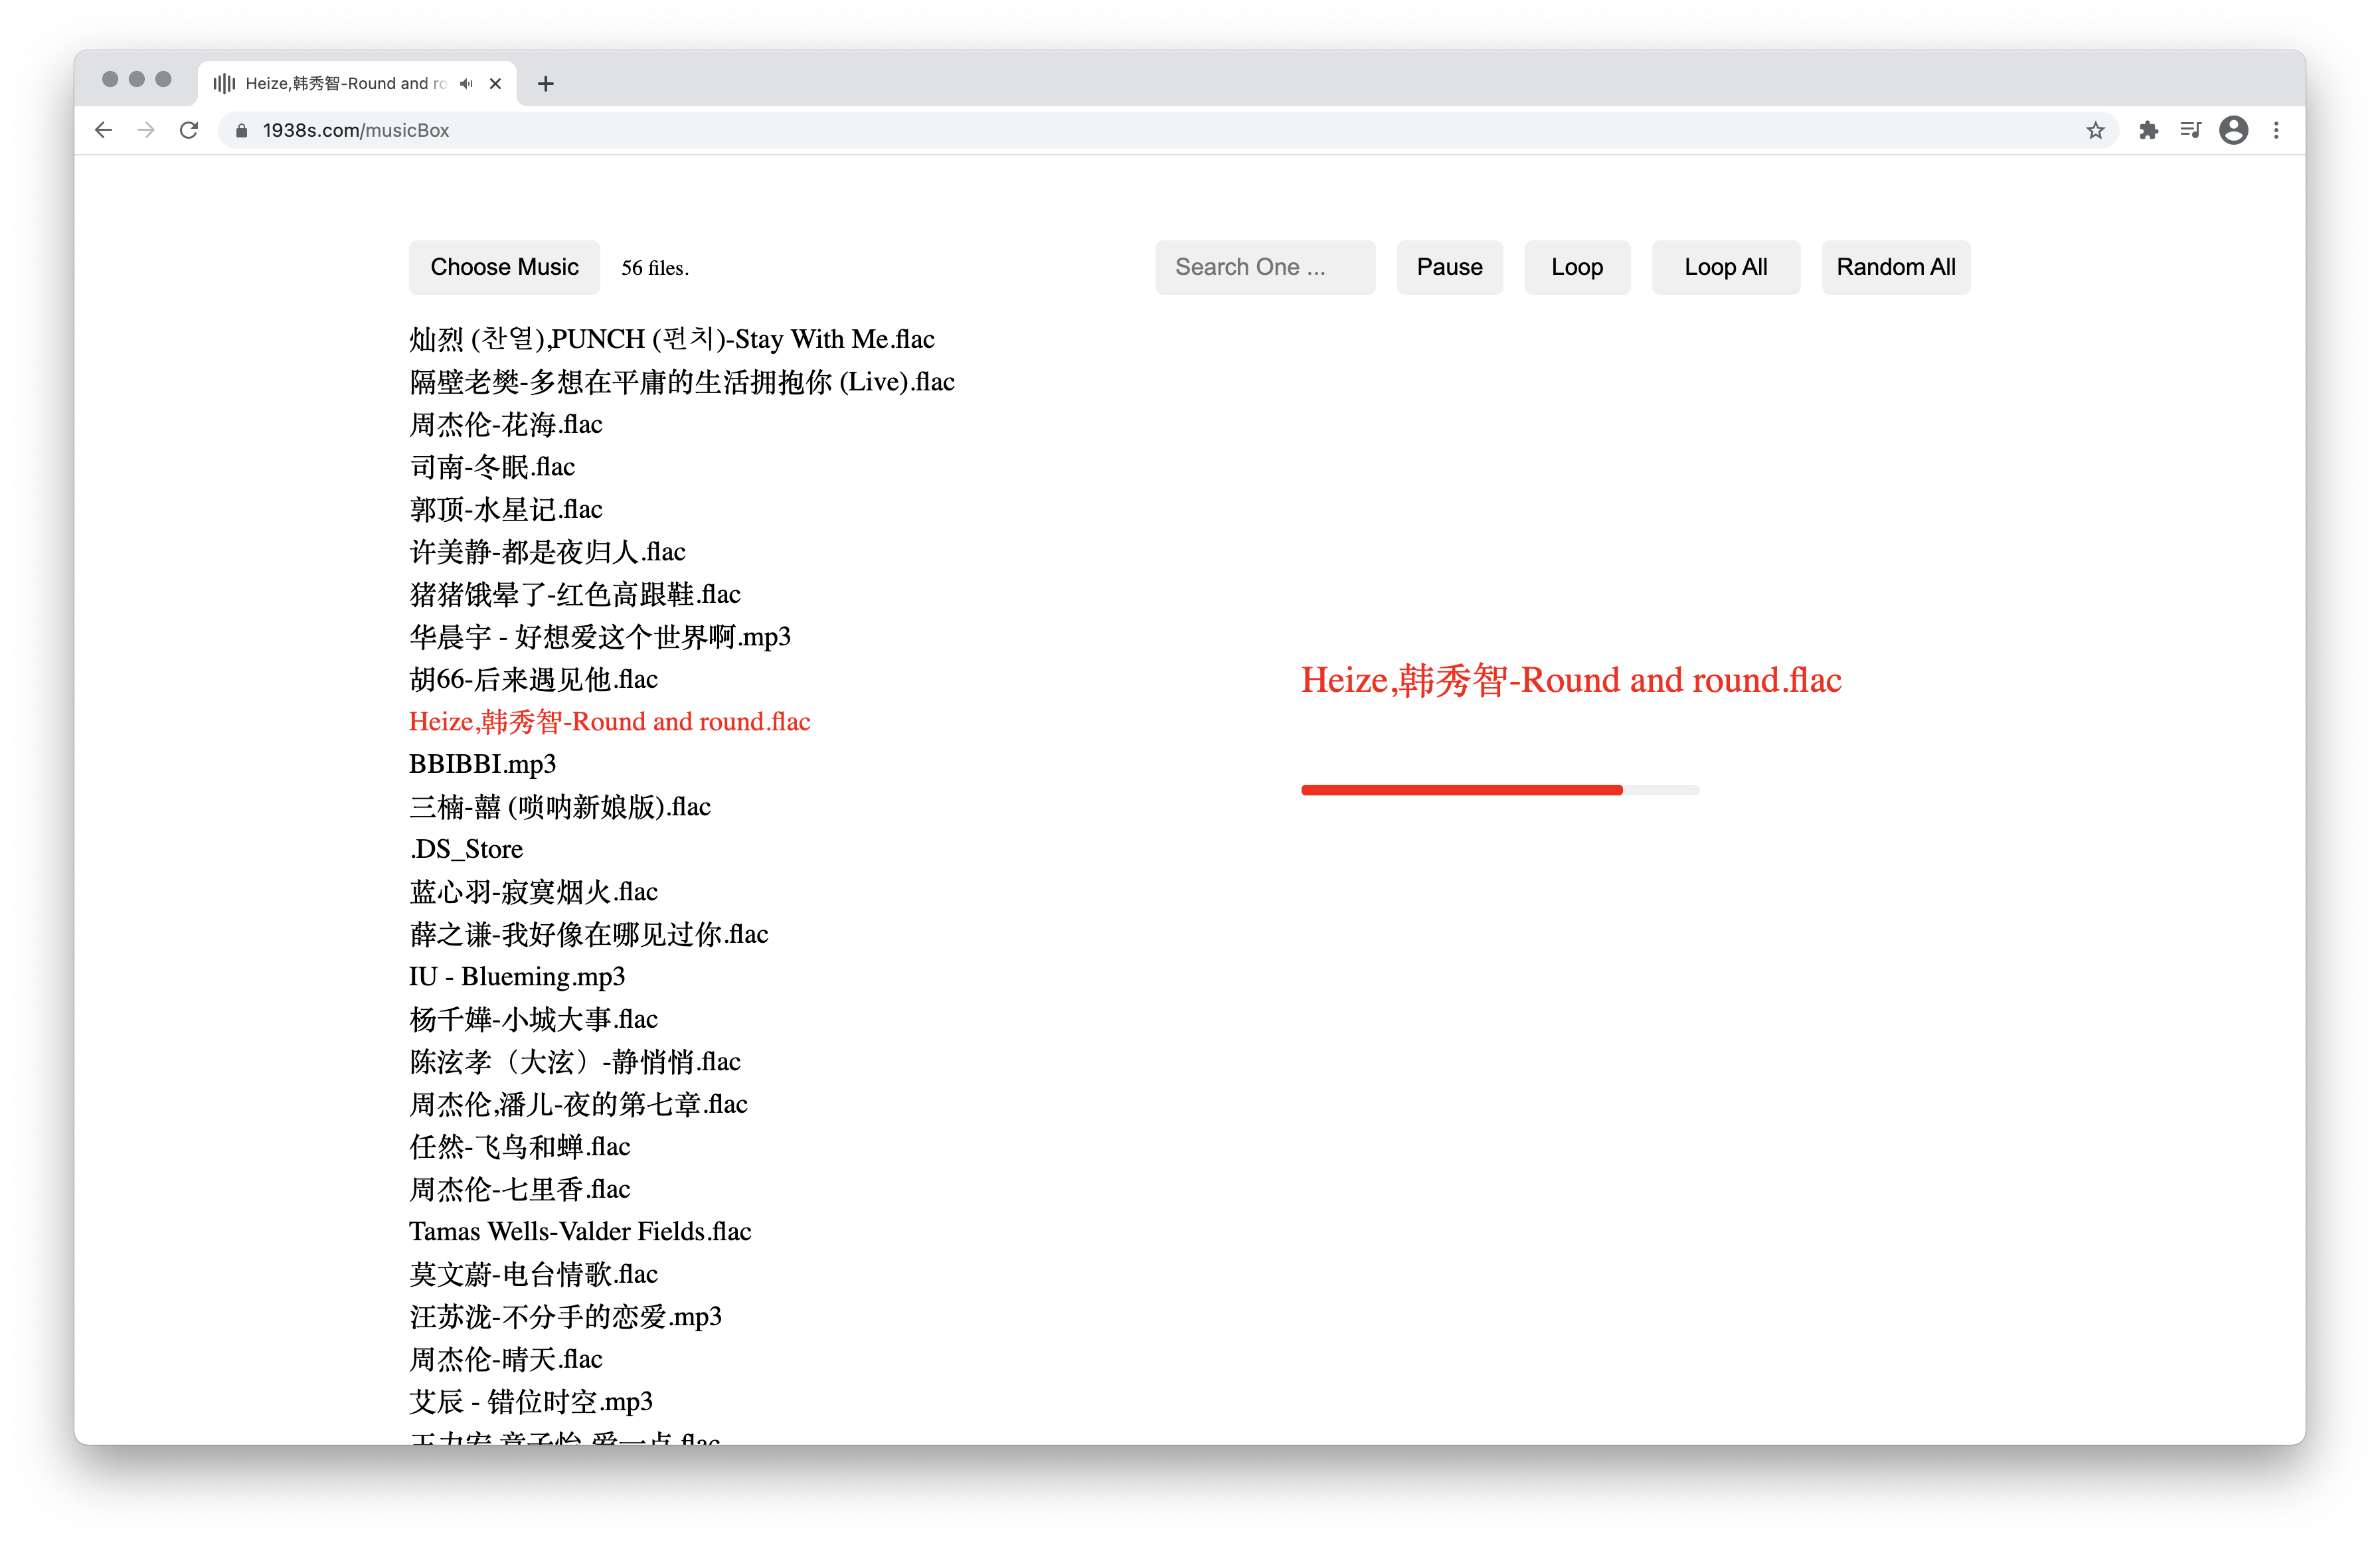 Heize,韩秀智-Round and ro
1938s.com/musicBox
Choose Music 56 files. Search One ... Pause Loop Loop All Random All
灿烈 (찬열),PUNCH (펀치)-Stay With Me.flac
隔壁老樊-多想在平庸的生活拥抱你 (Live).flac
周杰伦-花海.flac
司南-冬眠.flac
郭顶-水星记.flac
许美静-都是夜归人.flac
猪猪饿晕了-红色高跟鞋.flac
华晨宇 - 好想爱这个世界啊.mp3
胡66-后来遇见他.flac
Heize,韩秀智-Round and round.flac
BBIBBI.mp3
三楠-囍 (唢呐新娘版).flac
.DS_Store
蓝心羽-寂寞烟火.flac
薛之谦-我好像在哪见过你.flac
IU - Blueming.mp3
杨千嬅-小城大事.flac
陈泫孝（大泫）-静悄悄.flac
周杰伦,潘儿-夜的第七章.flac
任然-飞鸟和蝉.flac
周杰伦-七里香.flac
Tamas Wells-Valder Fields.flac
莫文蔚-电台情歌.flac
汪苏泷-不分手的恋爱.mp3
周杰伦-晴天.flac
艾辰 - 错位时空.mp3
Heize,韩秀智-Round and round.flac